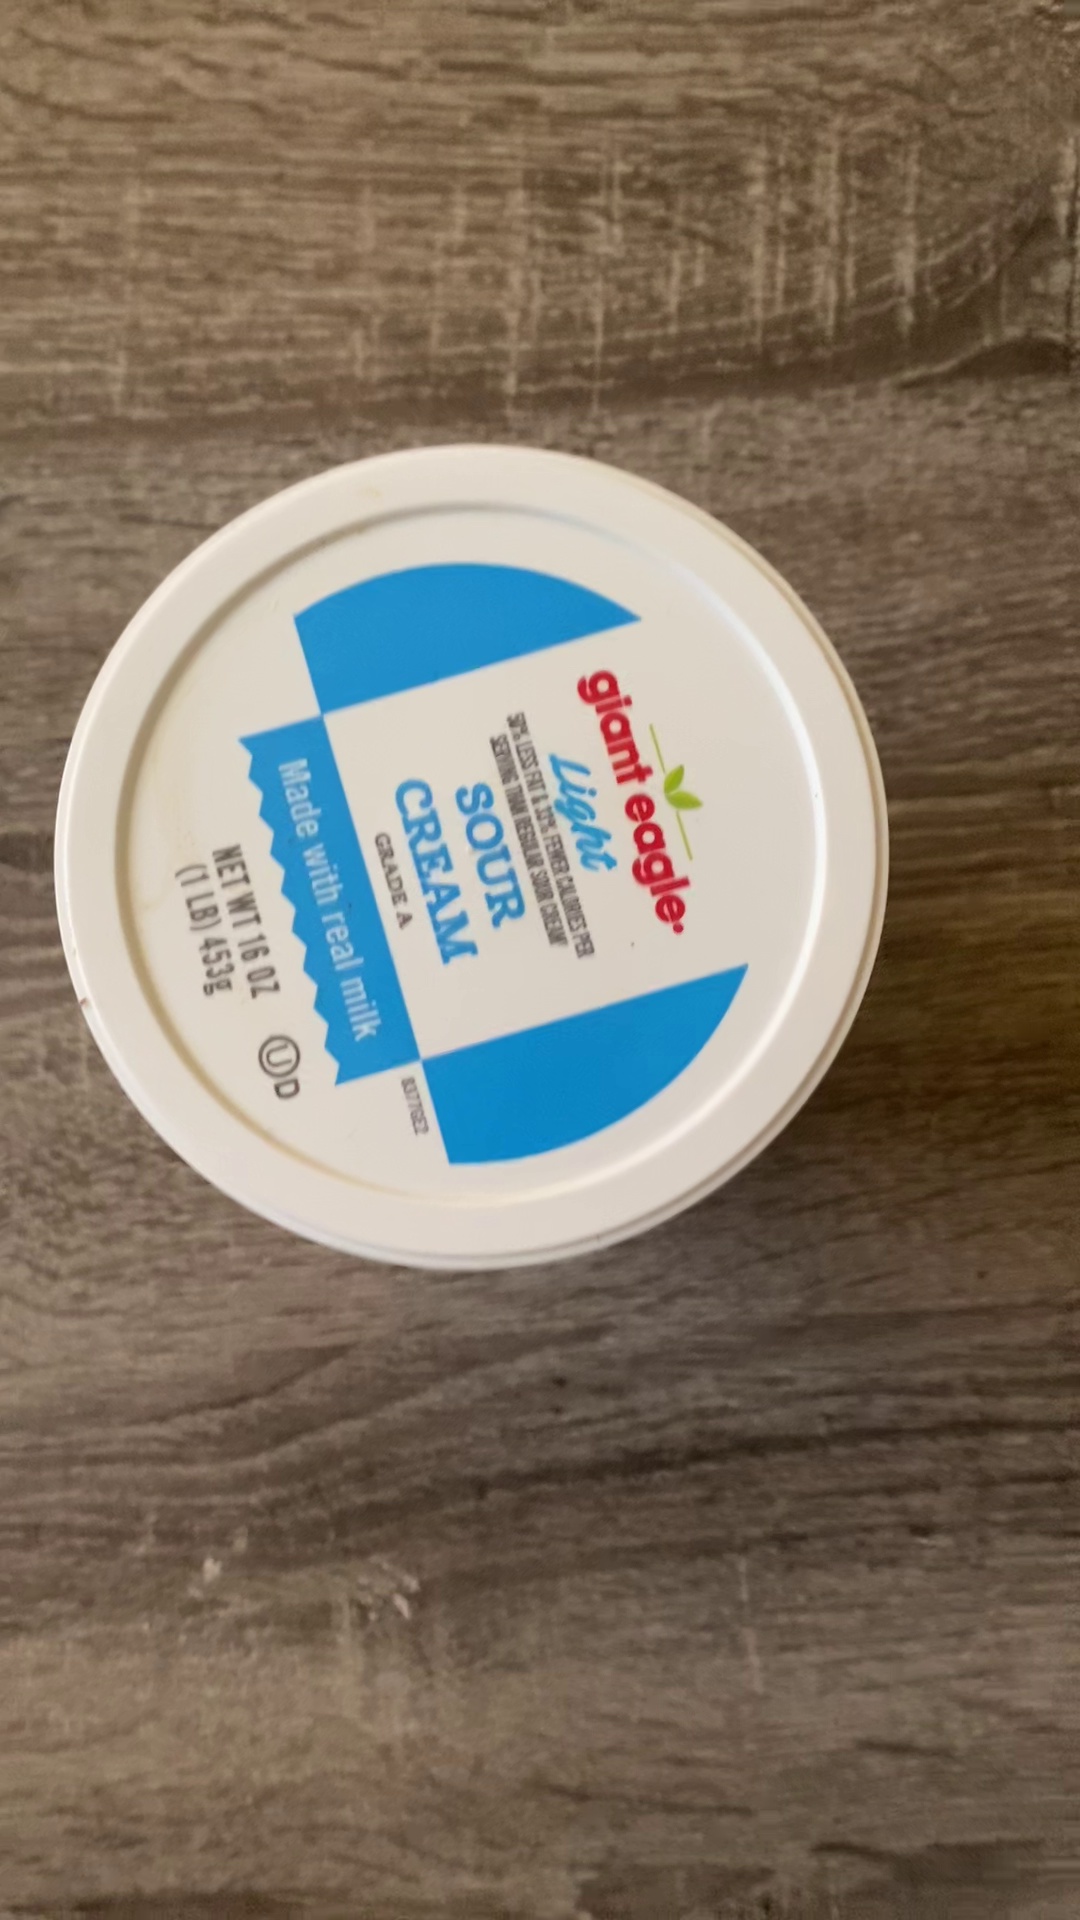 giant eagle
Light
50% LESS FAT & 33% FEWER CALORIES PER
SERVING THAN REGULAR SOUR CREAM*
SOUR
CREAM
GRADE A
Made with real milk
NET WT 16 OZ
(1 LB) 453g
U D